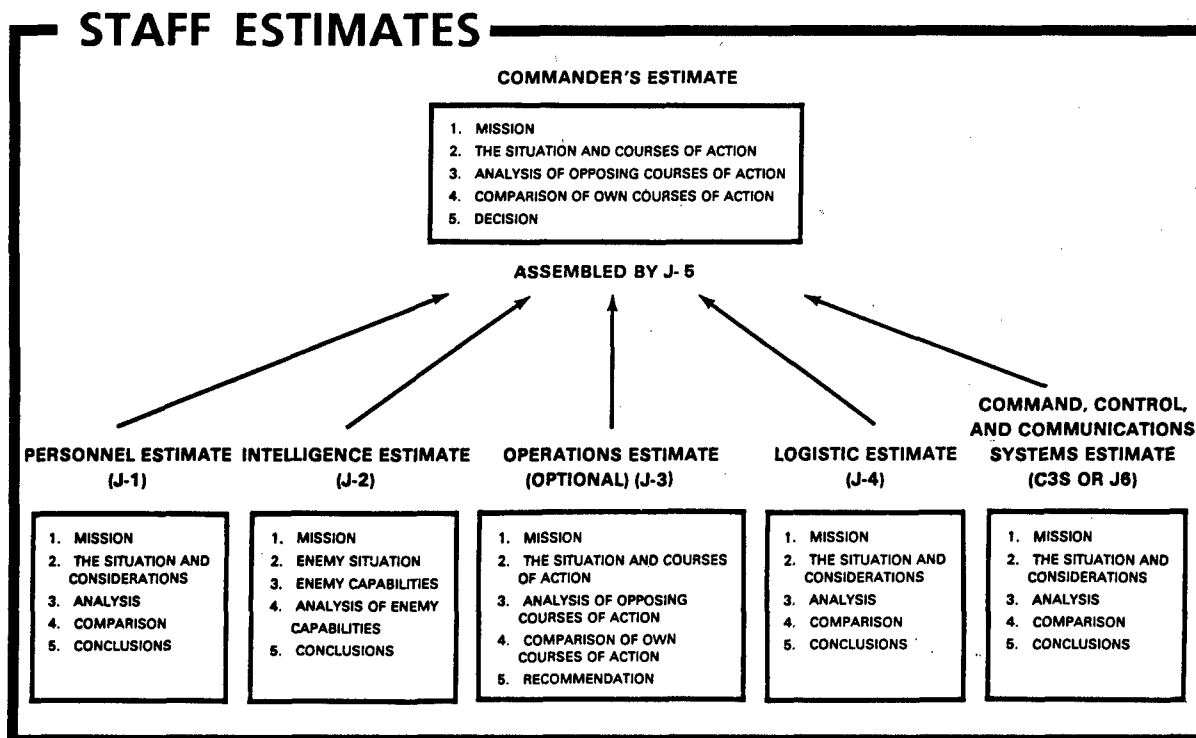 STAFF ESTIMATES
COMMANDER'S ESTIMATE
1. MISSION
2. THE SITUATION AND COURSES OF ACTION
3. ANALYSIS OF OPPOSING COURSES OF ACTION
4. COMPARISON OF OWN COURSES OF ACTION
5. DECISION
ASSEMBLED BY J-5
PERSONNEL ESTIMATE
(J-1)
1. MISSION
2. THE SITUATION AND
CONSIDERATIONS
3. ANALYSIS
4. COMPARISON
5. CONCLUSIONS
INTELLIGENCE ESTIMATE
(J-2)
1. MISSION
2. ENEMY SITUATION
3. ENEMY CAPABILITIES
4. ANALYSIS OF ENEMY
CAPABILITIES
5. CONCLUSIONS
OPERATIONS ESTIMATE
(OPTIONAL) (J-3)
1. MISSION
2. THE SITUATION AND COURSES
OF ACTION
3. ANALYSIS OF OPPOSING
COURSES OF ACTION
4. COMPARISON OF OWN
COURSES OF ACTION
5. RECOMMENDATION
LOGISTIC ESTIMATE
(J-4)
1. MISSION
2. THE SITUATION AND
CONSIDERATIONS
3. ANALYSIS
4. COMPARISON
5. CONCLUSIONS
COMMAND, CONTROL,
AND COMMUNICATIONS
SYSTEMS ESTIMATE
(C3S OR J6)
1. MISSION
2. THE SITUATION AND
CONSIDERATIONS
3. ANALYSIS
4. COMPARISON
5. CONCLUSIONS